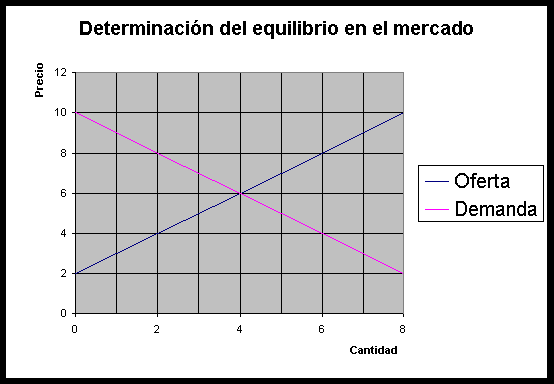 Determinación del equilibrio en el mercado
Precio
12
10
8
6
4
2
0
0 2 4 6 8
Cantidad
Oferta
Demanda